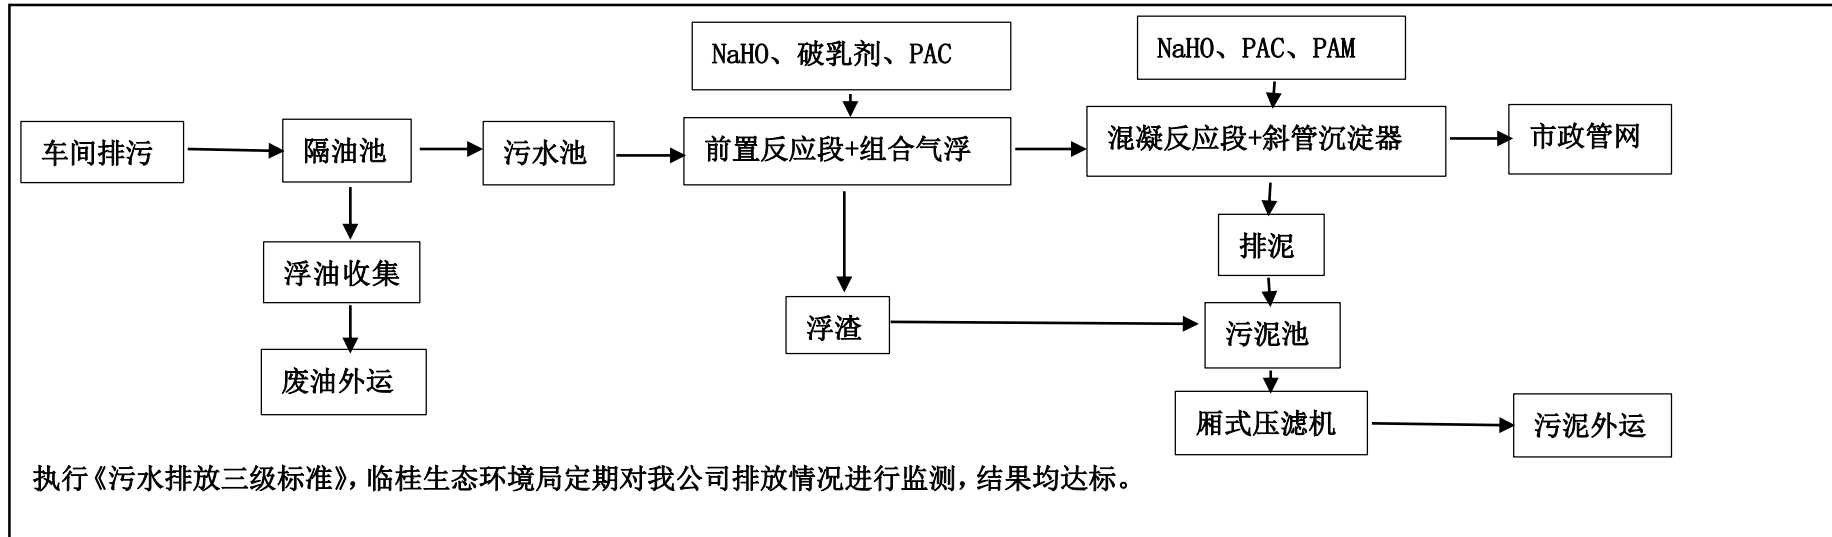 NaHO、破乳剂、PAC
NaHO、PAC、PAM
车间排污
隔油池
污水池
前置反应段+组合气浮
混凝反应段+斜管沉淀器
市政管网
浮油收集
排泥
浮渣
污泥池
废油外运
厢式压滤机
污泥外运
执行《污水排放三级标准》，临桂生态环境局定期对我公司排放情况进行监测，结果均达标。